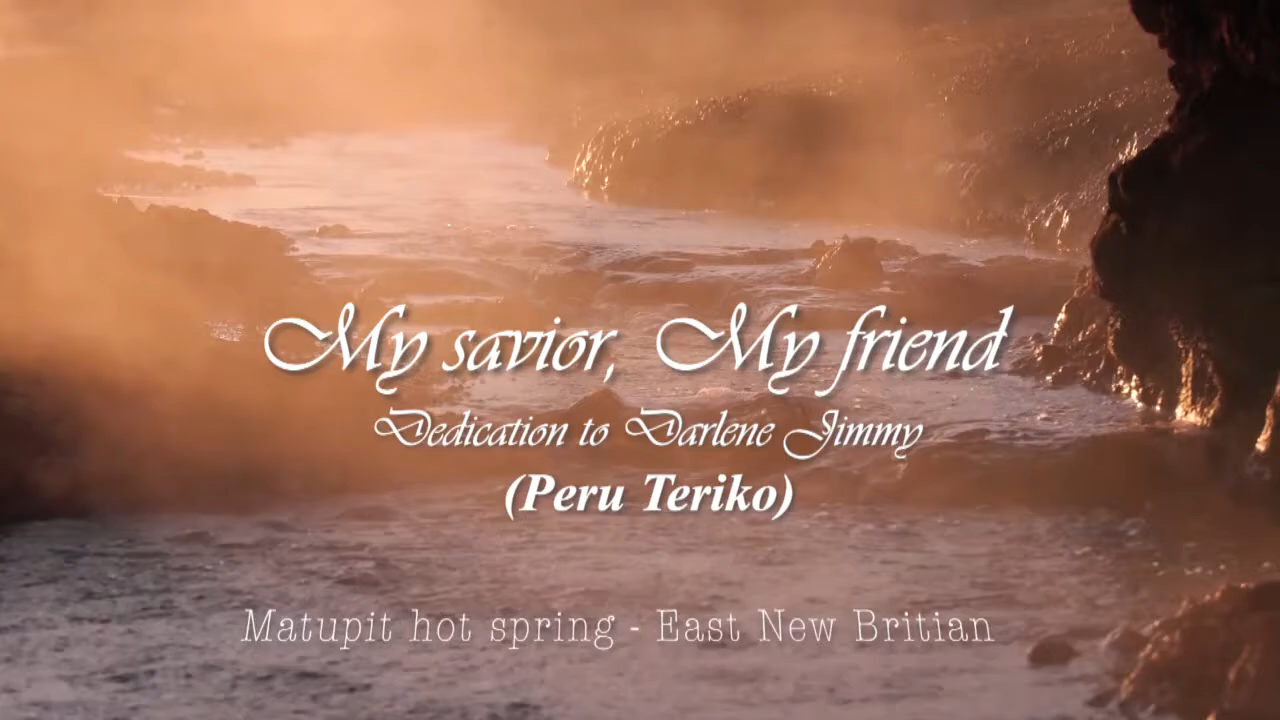 My savior, My friend
Dedication to Darlene Jimmy
(Peru Teriko)
Matupit hot spring - East New Britian